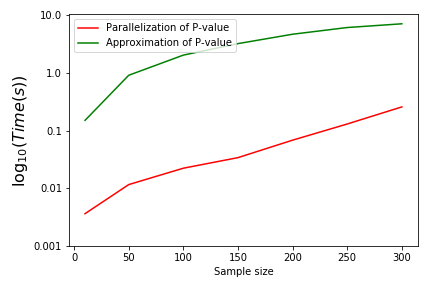 10.0
Parallelization of P-value
Approximation of P-value
1.0
0.1
0.01
0.001
log₁₀(Time(s))
0 50 100 150 200 250 300
Sample size